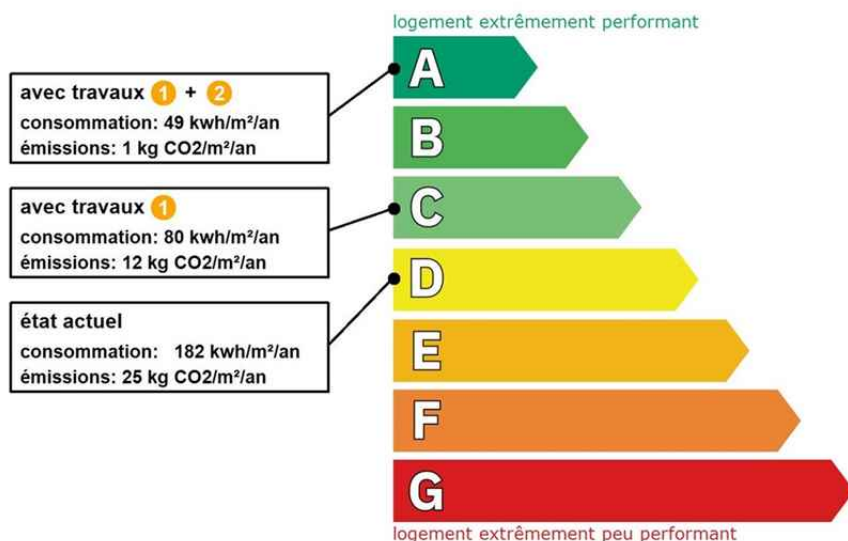 logement extrêmement performant
A
avec travaux 1 + 2
consommation: 49 kwh/m²/an
émissions: 1 kg CO2/m²/an
B
avec travaux 1
consommation: 80 kwh/m²/an
émissions: 12 kg CO2/m²/an
C
D
état actuel
consommation: 182 kwh/m²/an
émissions: 25 kg CO2/m²/an
E
F
G
logement extrêmement peu performant